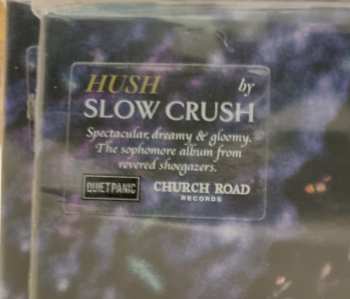 HUSH by
SLOW CRUSH
Spectacular, dreamy & gloomy.
The sophomore album from
revered shoegazers.
QUIETPANIC CHURCH ROAD
RECORDS